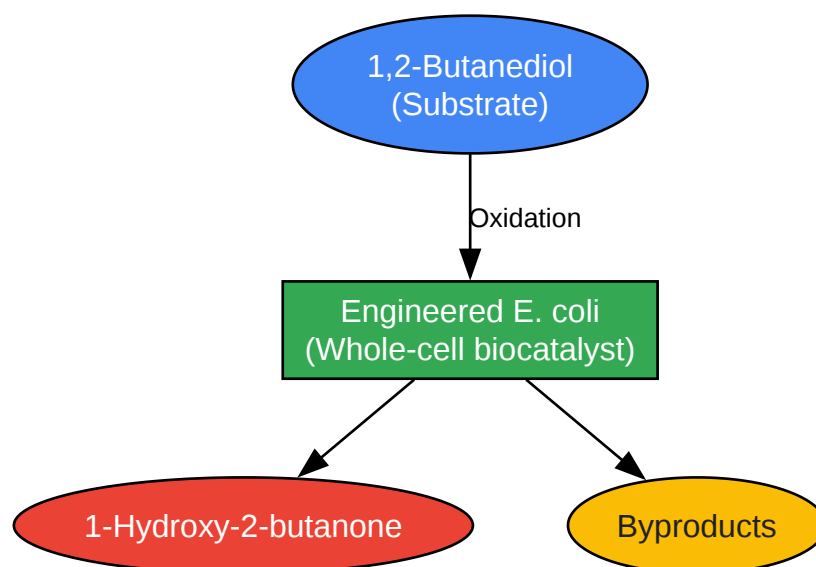 1,2-Butanediol
(Substrate)
Oxidation
Engineered E. coli
(Whole-cell biocatalyst)
1-Hydroxy-2-butanone
Byproducts